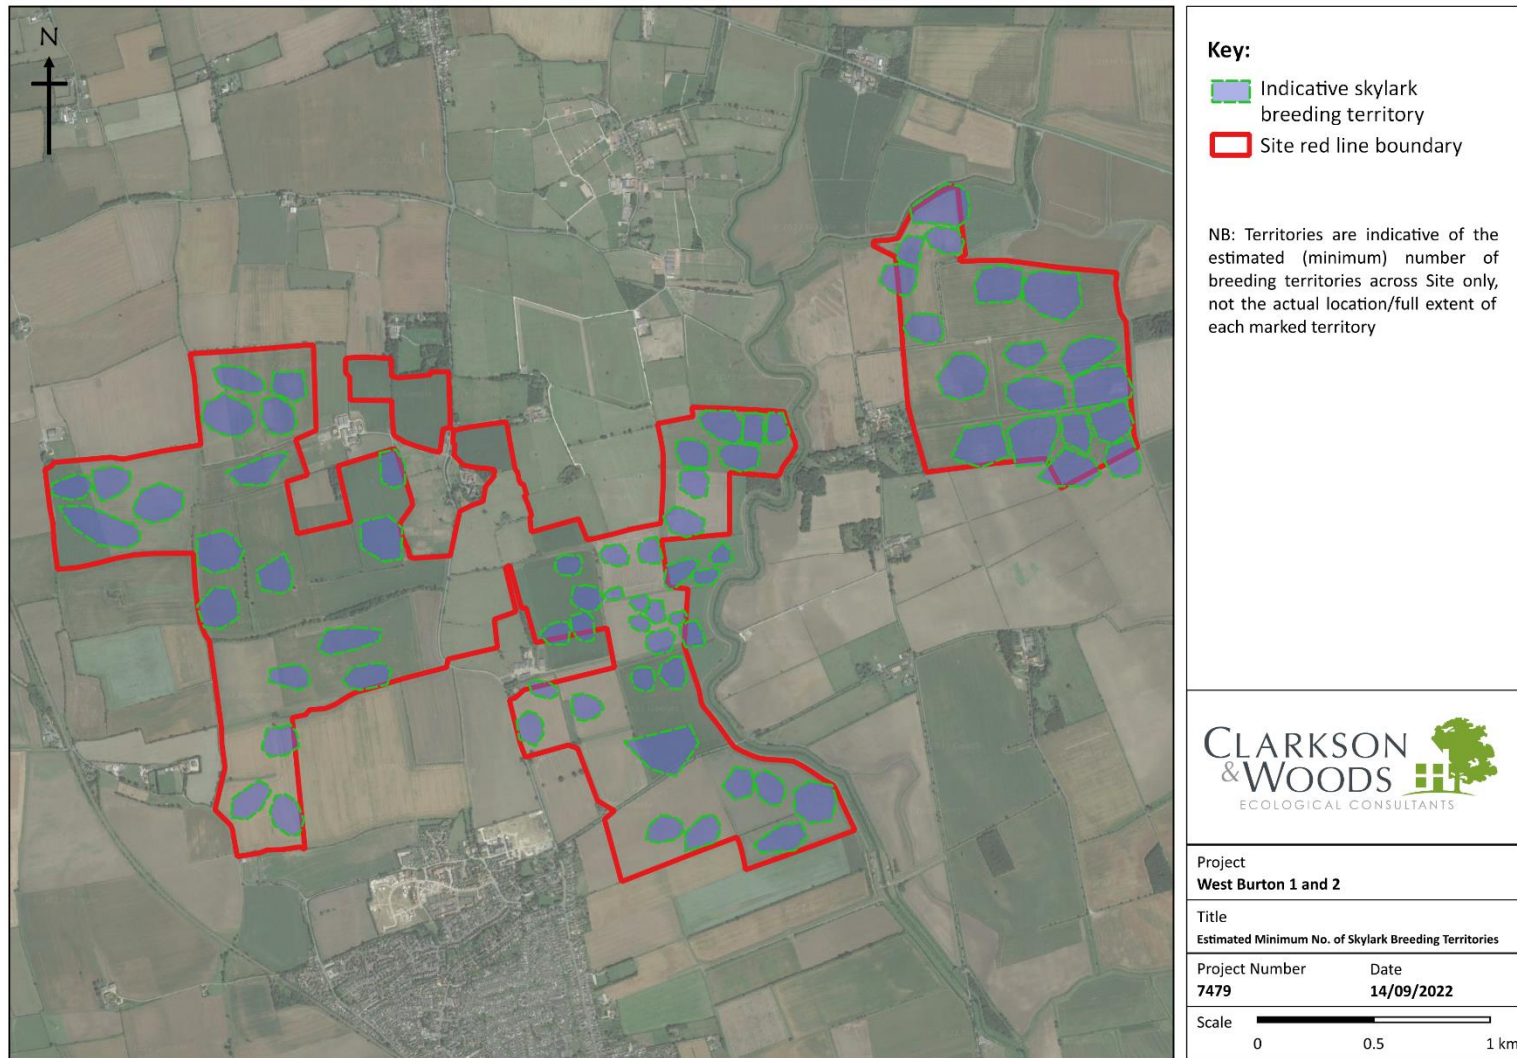 N
Key:
Indicative skylark
breeding territory
Site red line boundary
NB: Territories are indicative of the
estimated (minimum) number of
breeding territories across Site only,
not the actual location/full extent of
each marked territory
CLARKSON
&WOODS
ECOLOGICAL CONSULTANTS
Project
West Burton 1 and 2
Title
Estimated Minimum No. of Skylark Breeding Territories
Project Number Date
7479 14/09/2022
Scale
0 0.5 1 km